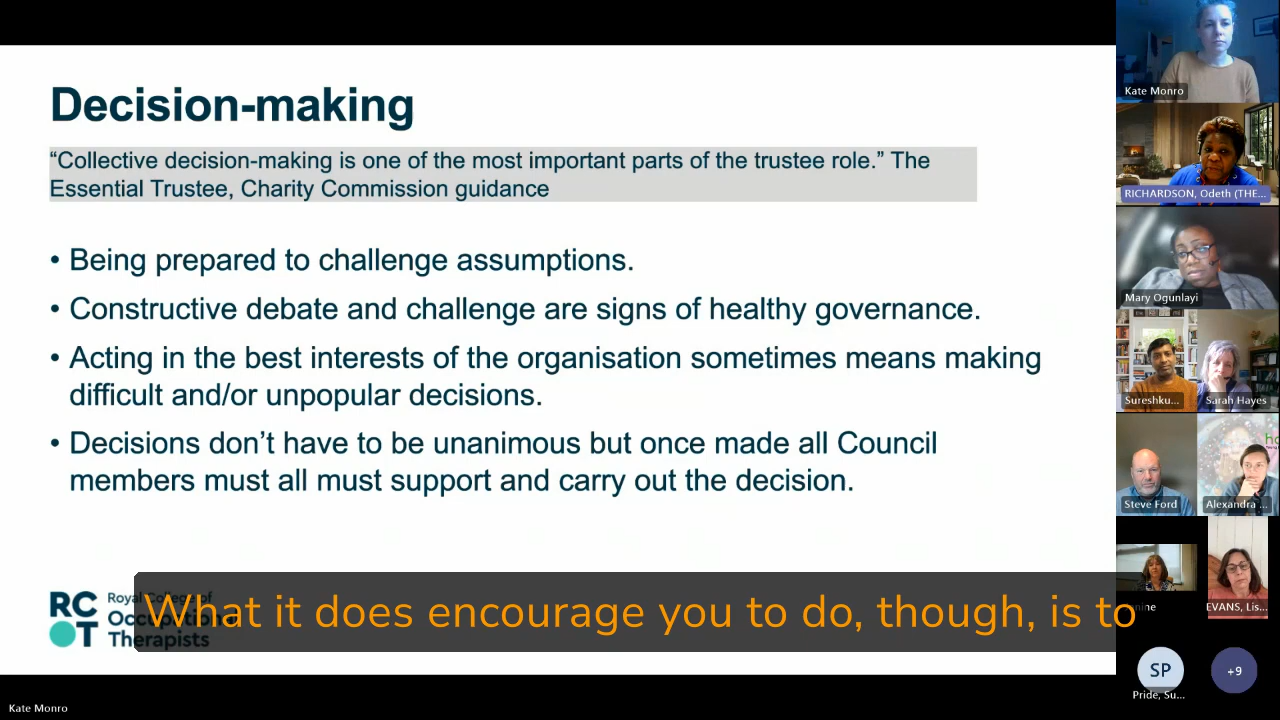 Decision-making
“Collective decision-making is one of the most important parts of the trustee role.” The
Essential Trustee, Charity Commission guidance
• Being prepared to challenge assumptions.
• Constructive debate and challenge are signs of healthy governance.
• Acting in the best interests of the organisation sometimes means making
difficult and/or unpopular decisions.
• Decisions don’t have to be unanimous but once made all Council
members must all must support and carry out the decision.
RC
OT
Royal College of
Occupational
Therapists
What it does encourage you to do, though, is to
Kate Monro
Kate Monro
RICHARDSON, Odeth (THE...
Mary Ogunlayi
Sureshku...
Sarah Hayes
Steve Ford
Alexandra ...
EVANS, Lis...
SP
Pride, Su...
+9